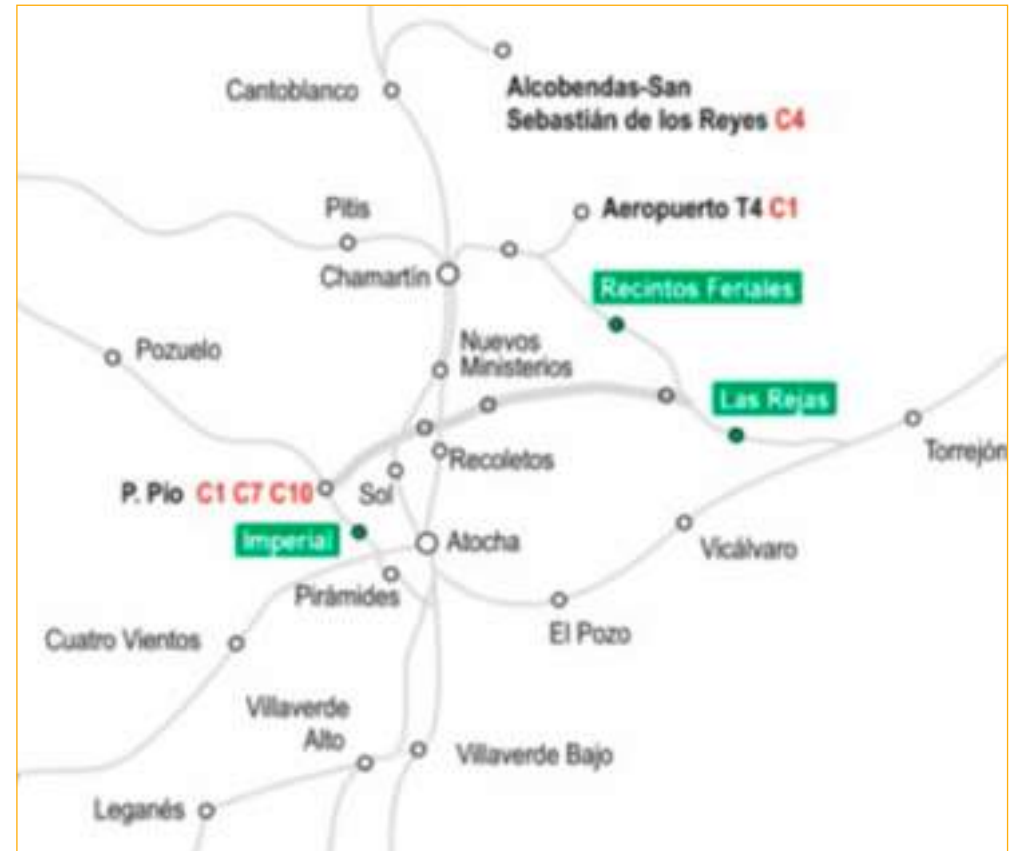 Cantoblanco
Alcobendas-San
Sebastián de los Reyes C4
Pitis
Aeropuerto T4 C1
Chamartín
Recintos Feriales
Nuevos
Ministerios
Pozuelo
Las Rejas
Torrejón
Recoletos
P. Pio C1 C7 C10
Sol
Imperial
Atocha
Vicálvaro
Pirámides
El Pozo
Cuatro Vientos
Villaverde
Alto
Villaverde Bajo
Leganés